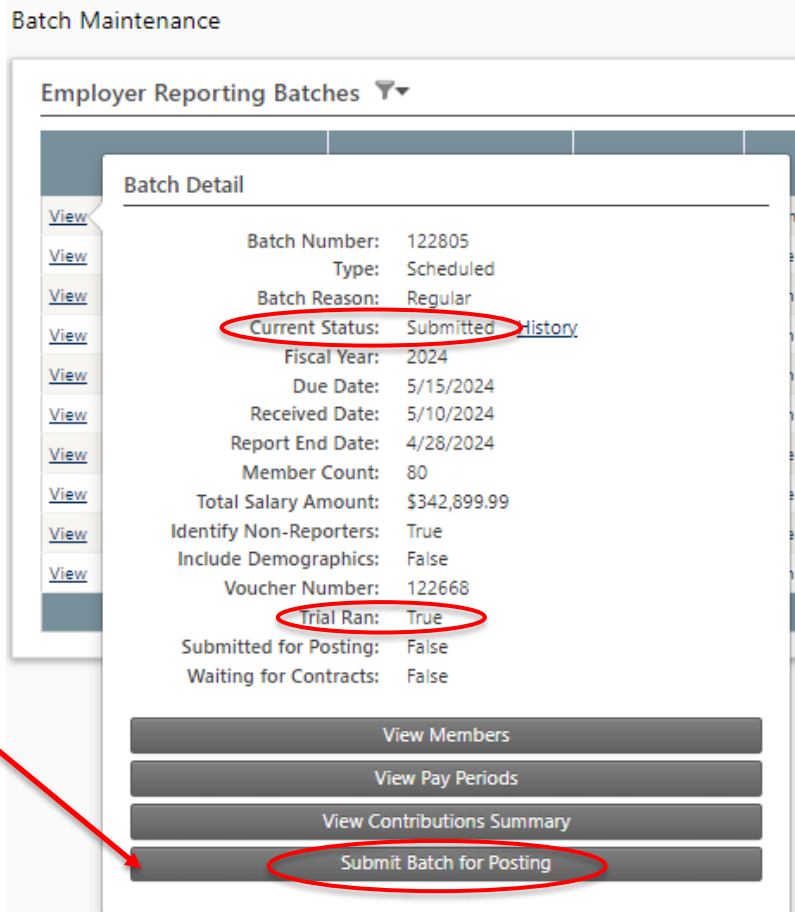 Batch Maintenance
Employer Reporting Batches
Batch Detail
View
View
View
View
View
View
View
View
View
View
Batch Number: 122805
Type: Scheduled
Batch Reason: Regular
Current Status: Submitted History
Fiscal Year: 2024
Due Date: 5/15/2024
Received Date: 5/10/2024
Report End Date: 4/28/2024
Member Count: 80
Total Salary Amount: $342,899.99
Identify Non-Reporters: True
Include Demographics: False
Voucher Number: 122668
Trial Ran: True
Submitted for Posting: False
Waiting for Contracts: False
View Members
View Pay Periods
View Contributions Summary
Submit Batch for Posting